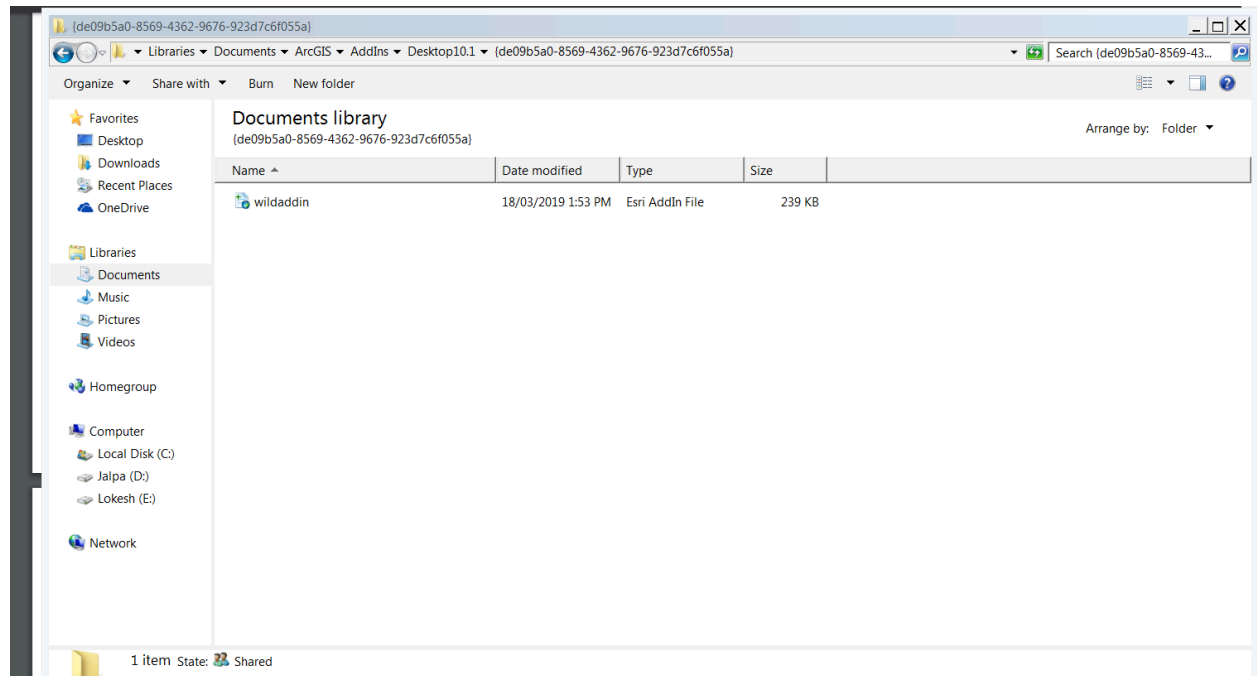 {de09b5a0-8569-4362-9676-923d7c6f055a}
Libraries Documents ArcGIS AddIns Desktop10.1 {de09b5a0-8569-4362-9676-923d7c6f055a} Search {de09b5a0-8569-43...
Organize Share with Burn New folder
Favorites
Desktop
Downloads
Recent Places
OneDrive
Libraries
Documents
Music
Pictures
Videos
Homegroup
Computer
Local Disk (C:)
Jalpa (D:)
Lokesh (E:)
Network
Documents library
{de09b5a0-8569-4362-9676-923d7c6f055a}
Arrange by: Folder
Name Date modified Type Size
wildaddin 18/03/2019 1:53 PM Esri AddIn File 239 KB
1 item State: Shared